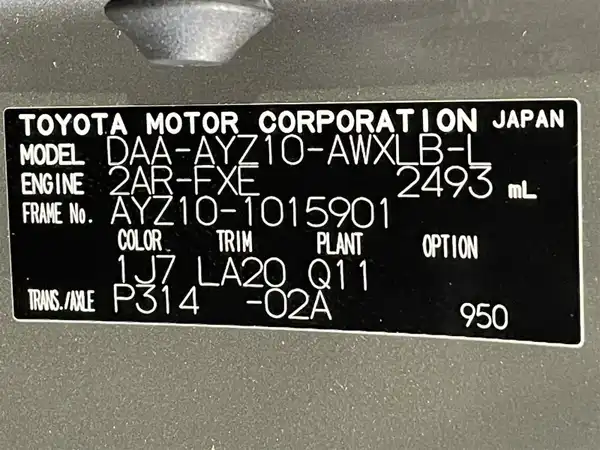 TOYOTA MOTOR CORPORATION JAPAN
MODEL DAA-AYZ10-AWXLB-L
ENGINE 2AR-FXE 2493 mL
FRAME No. AYZ10-1015901
COLOR TRIM PLANT OPTION
1J7 LA20 Q11
TRANS./AXLE P314 -02A 950